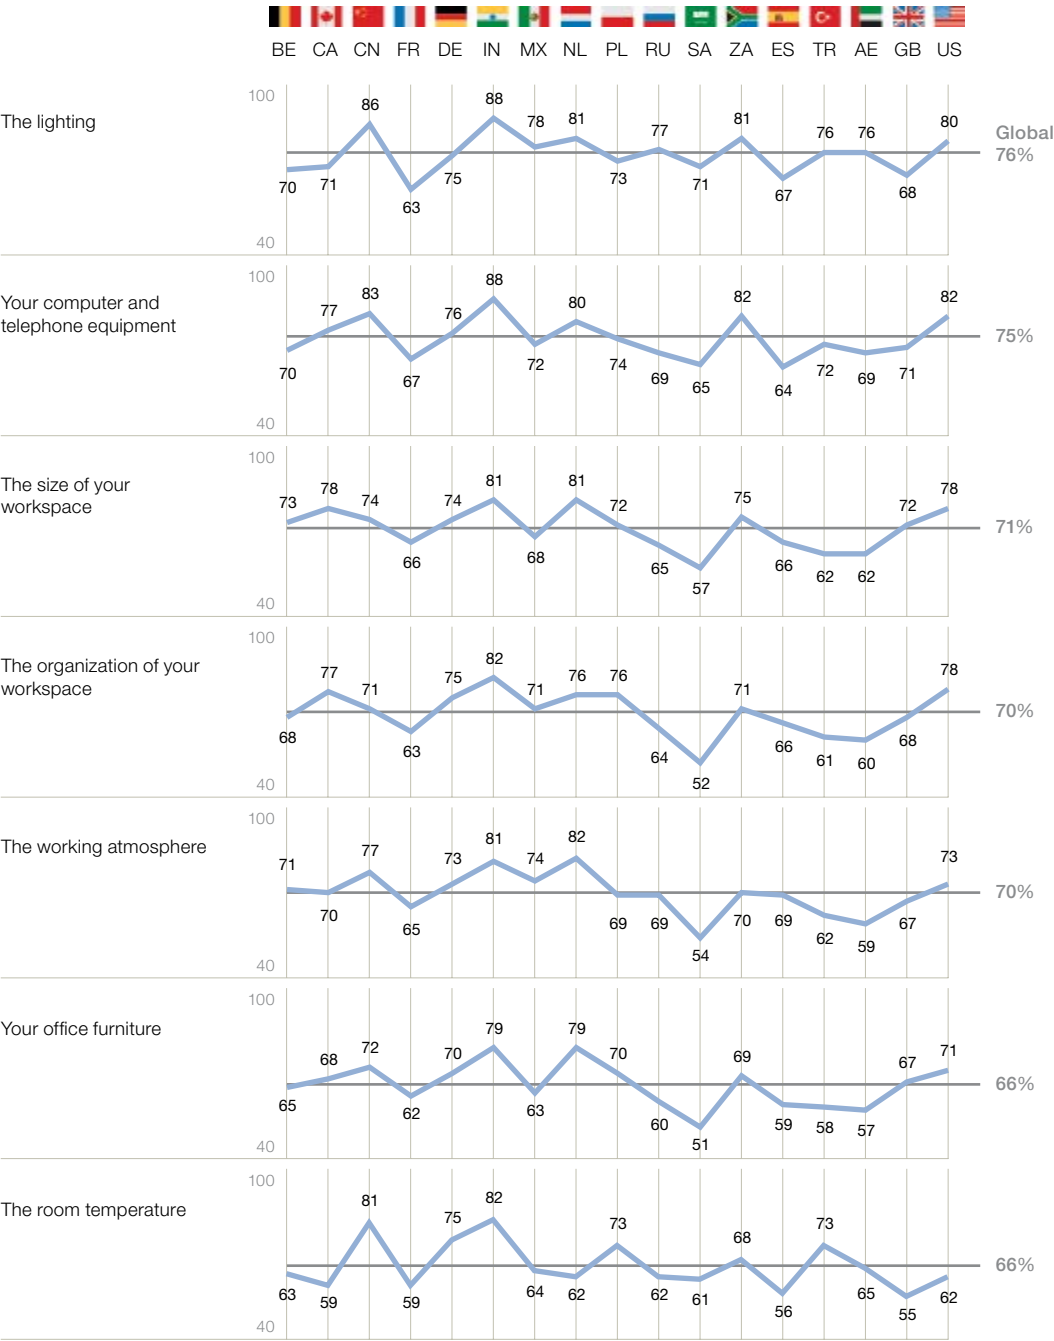 BE CA CN FR DE IN MX NL PL RU SA ZA ES TR AE GB US
The lighting
100
40
70 71 86 63 75 88 78 81 73 77 71 81 67 76 76 68 80
Global
76%
Your computer and
telephone equipment
100
40
70 77 83 67 76 88 72 80 74 69 65 82 64 72 69 71 82
75%
The size of your
workspace
100
40
73 78 74 66 74 81 68 81 72 65 57 75 66 62 62 72 78
71%
The organization of your
workspace
100
40
68 77 71 63 75 82 71 76 76 64 52 71 66 61 60 68 78
70%
The working atmosphere
100
40
71 70 77 65 73 81 74 82 69 69 54 70 69 62 59 67 73
70%
Your office furniture
100
40
65 68 72 62 70 79 63 79 70 60 51 69 59 58 57 67 71
66%
The room temperature
100
40
63 59 81 59 75 82 64 62 73 62 61 68 56 73 65 55 62
66%